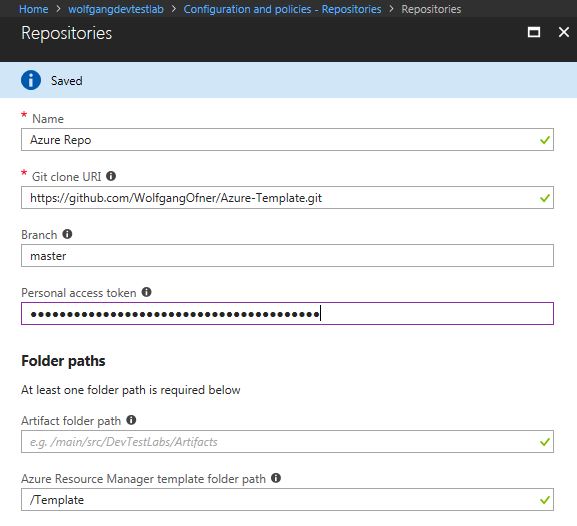 Home > wolfgangdevtestlab > Configuration and policies - Repositories > Repositories
Repositories
Saved
* Name
Azure Repo
* Git clone URI
https://github.com/WolfgangOfner/Azure-Template.git
Branch
master
Personal access token
●●●●●●●●●●●●●●●●●●●●●●●●●●●●●●●●●●●●●●●●
Folder paths
At least one folder path is required below
Artifact folder path
e.g. /main/src/DevTestLabs/Artifacts
Azure Resource Manager template folder path
/Template